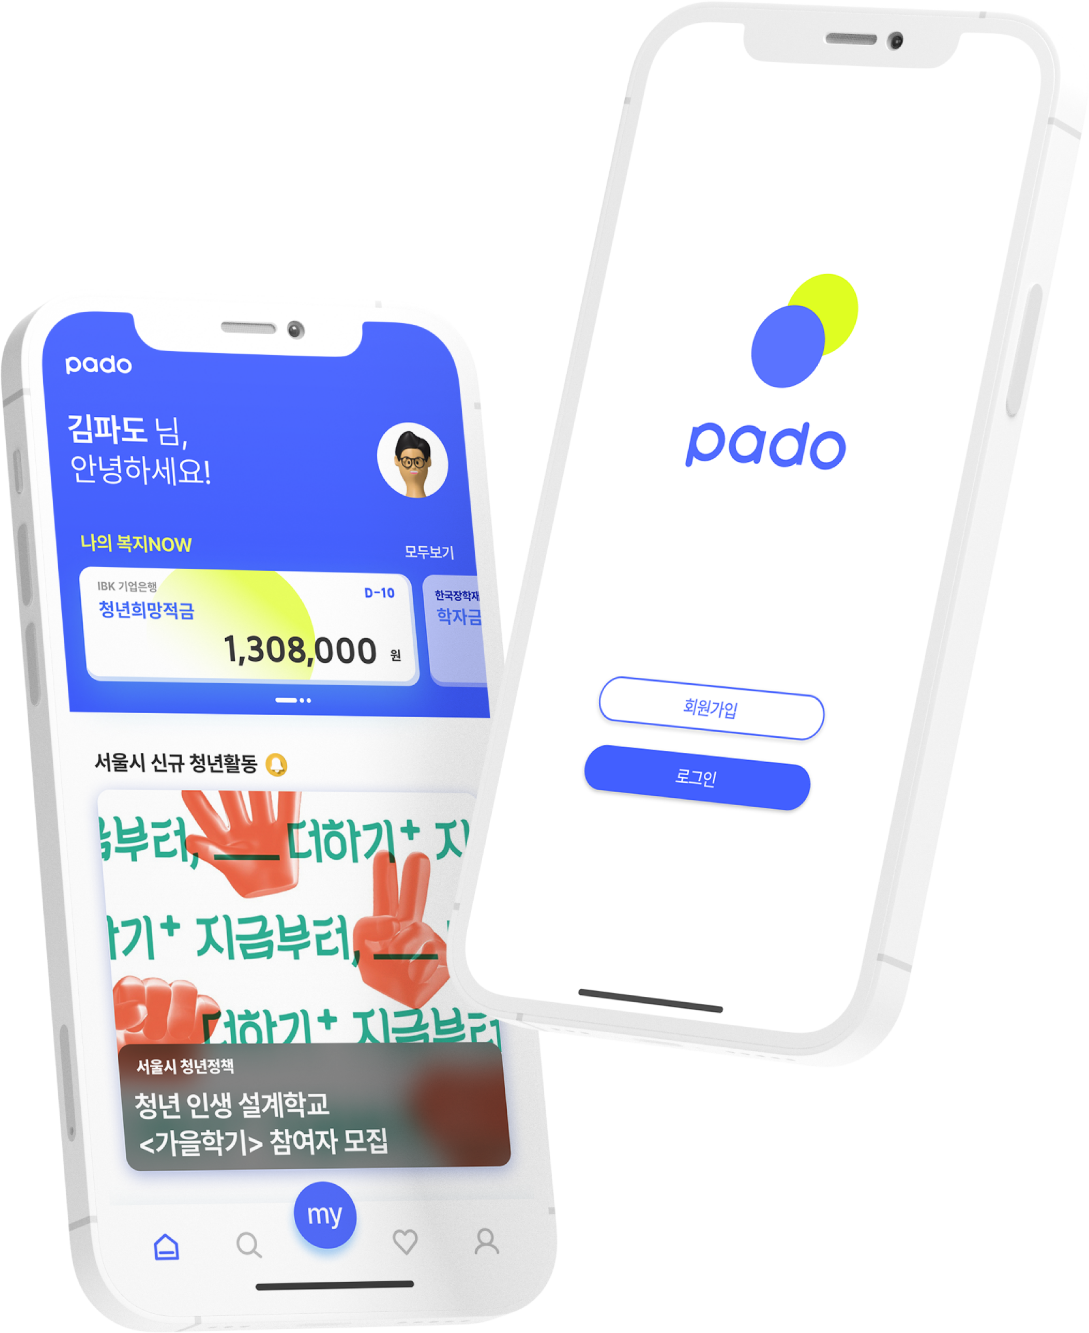 pado
김파도 님,
안녕하세요!
나의 복지NOW
모두보기
IBK 기업은행
D-10
청년희망적금
1,308,000 원
한국장학재
학자금
서울시 신규 청년활동
금부터, ___ 더하기+ 지
하기+ 지금부터, ___
더하기+ 지금부터
서울시 청년정책
청년 인생 설계학교
<가을학기> 참여자 모집
my
pado
회원가입
로그인